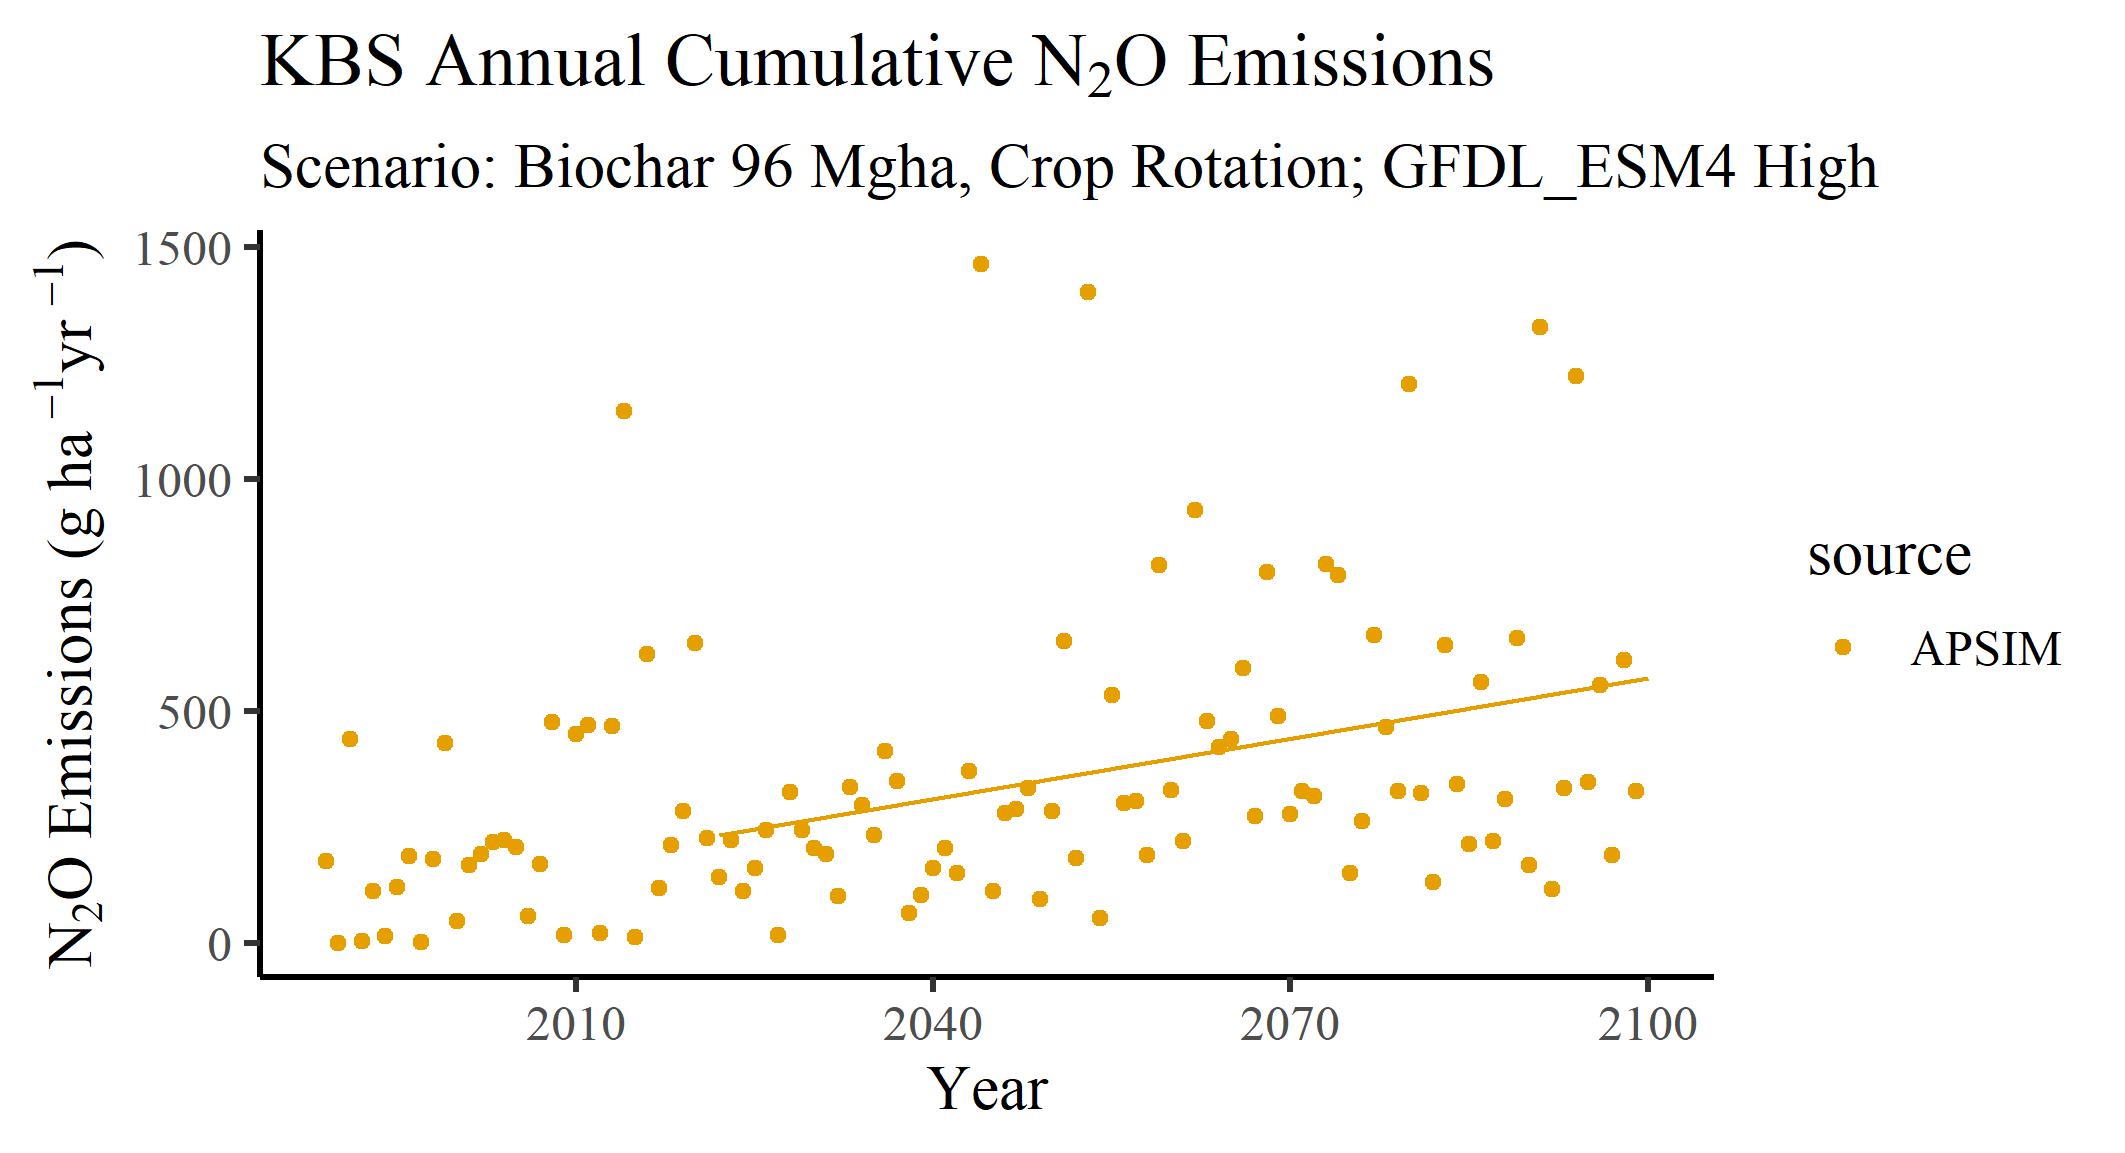 KBS Annual Cumulative N₂O Emissions
Scenario: Biochar 96 Mgha, Crop Rotation; GFDL_ESM4 High
N₂O Emissions (g ha⁻¹yr⁻¹)
1500
1000
500
0
2010 2040 2070 2100
Year
source
APSIM